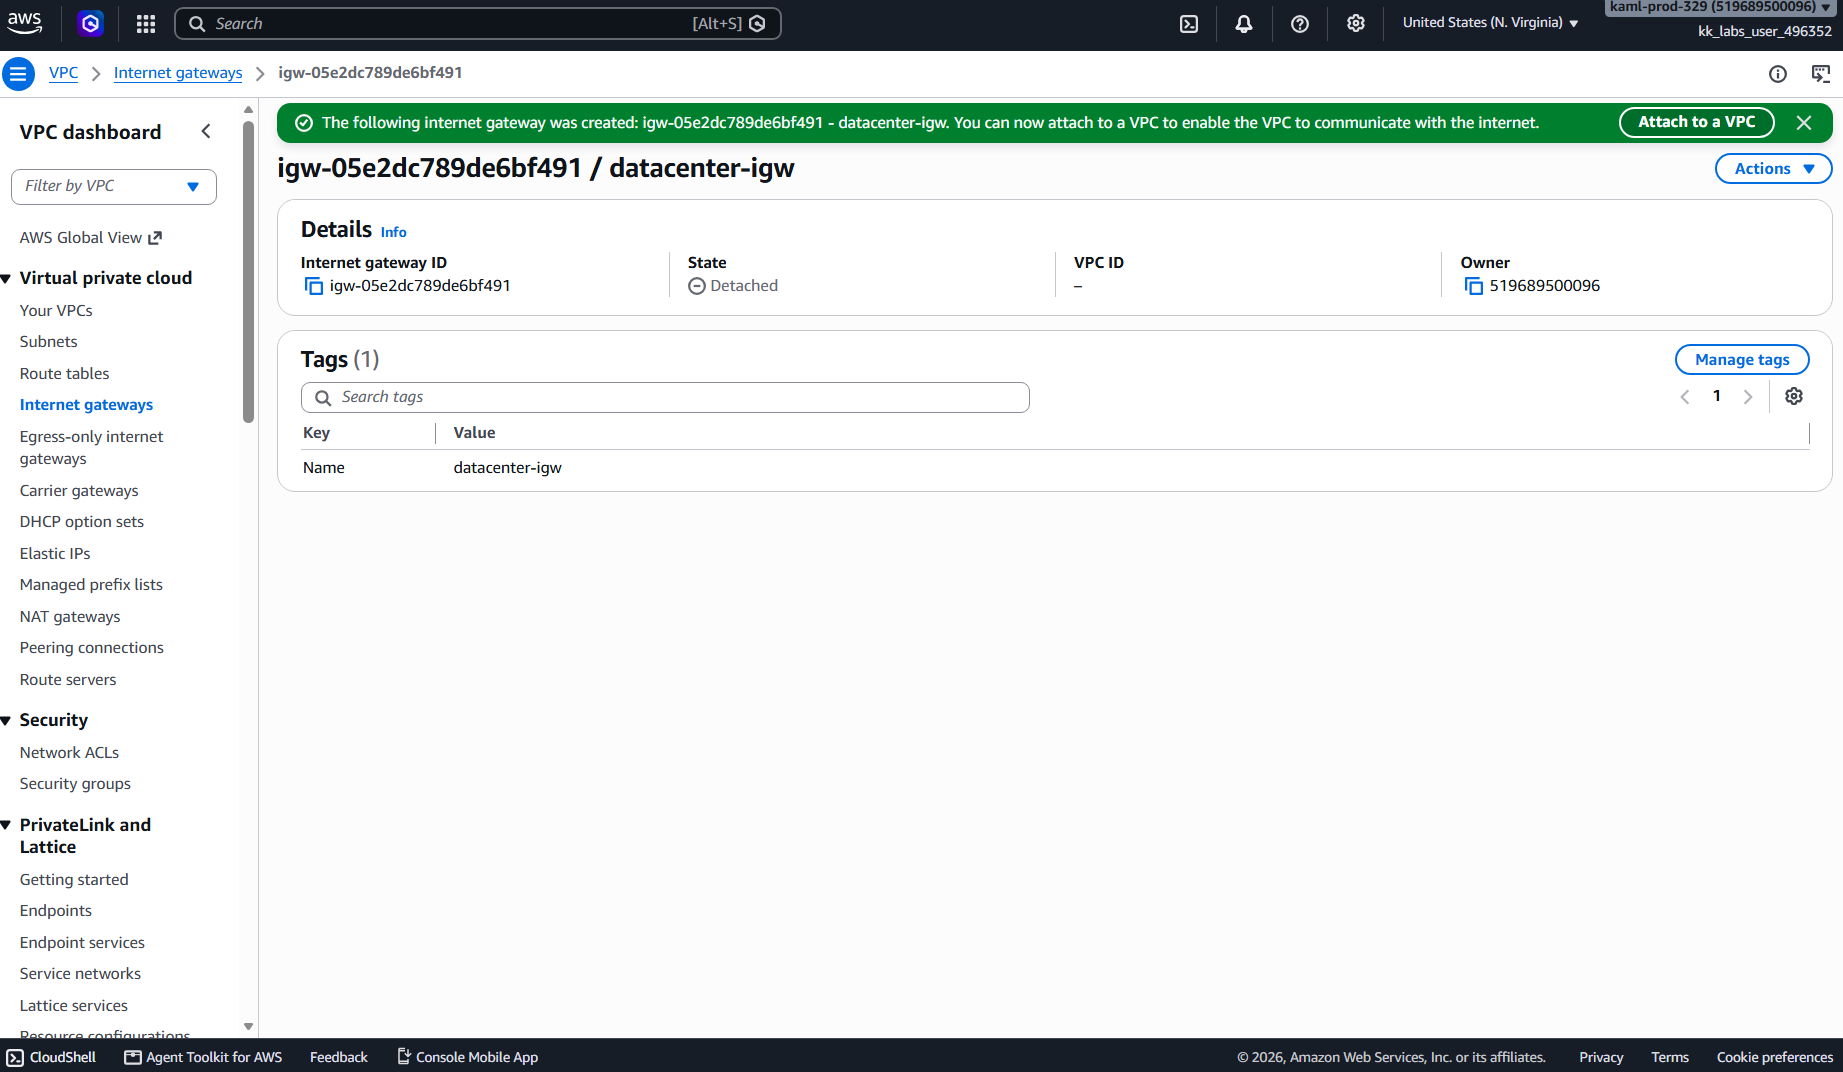 aws
Search
[Alt+S]
United States (N. Virginia)
kaml-prod-329 (519689500096)
kk_labs_user_496352
VPC
Internet gateways
igw-05e2dc789de6bf491
VPC dashboard
Filter by VPC
AWS Global View
Virtual private cloud
Your VPCs
Subnets
Route tables
Internet gateways
Egress-only internet
gateways
Carrier gateways
DHCP option sets
Elastic IPs
Managed prefix lists
NAT gateways
Peering connections
Route servers
Security
Network ACLs
Security groups
PrivateLink and
Lattice
Getting started
Endpoints
Endpoint services
Service networks
Lattice services
Resource configurations
The following internet gateway was created: igw-05e2dc789de6bf491 - datacenter-igw. You can now attach to a VPC to enable the VPC to communicate with the internet.
Attach to a VPC
igw-05e2dc789de6bf491 / datacenter-igw
Actions
Details Info
Internet gateway ID
igw-05e2dc789de6bf491
State
Detached
VPC ID
–
Owner
519689500096
Tags (1)
Manage tags
Search tags
1
Key
Value
Name
datacenter-igw
CloudShell
Agent Toolkit for AWS
Feedback
Console Mobile App
© 2026, Amazon Web Services, Inc. or its affiliates.
Privacy
Terms
Cookie preferences